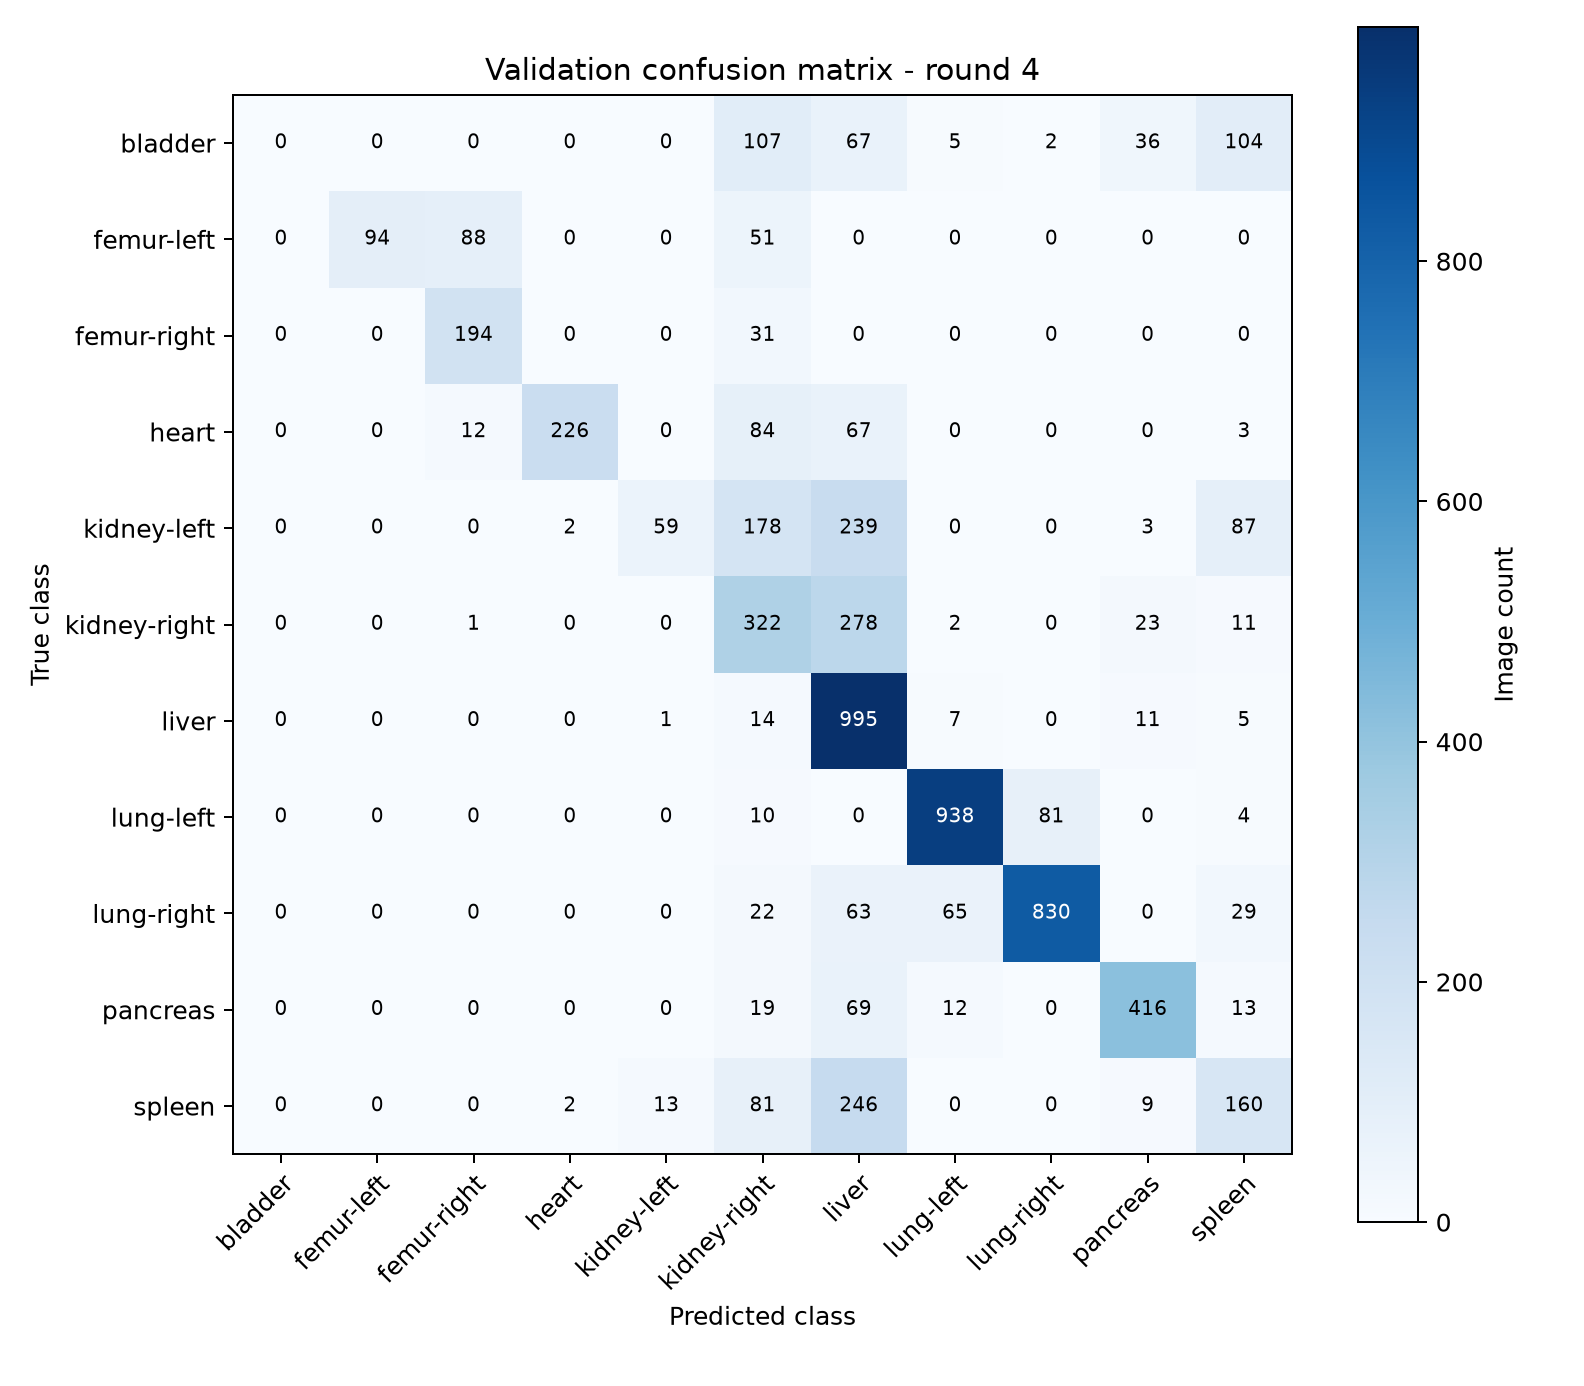 Validation confusion matrix - round 4
bladder 0 0 0 0 0 107 67 5 2 36 104
femur-left 0 94 88 0 0 51 0 0 0 0 0
femur-right 0 0 194 0 0 31 0 0 0 0 0
heart 0 0 12 226 0 84 67 0 0 0 3
kidney-left 0 0 0 2 59 178 239 0 0 3 87
kidney-right 0 0 1 0 0 322 278 2 0 23 11
liver 0 0 0 0 1 14 995 7 0 11 5
lung-left 0 0 0 0 0 10 0 938 81 0 4
lung-right 0 0 0 0 0 22 63 65 830 0 29
pancreas 0 0 0 0 0 19 69 12 0 416 13
spleen 0 0 0 2 13 81 246 0 0 9 160
bladder femur-left femur-right heart kidney-left kidney-right liver lung-left lung-right pancreas spleen
Predicted class
True class
800
600
400
200
0
Image count